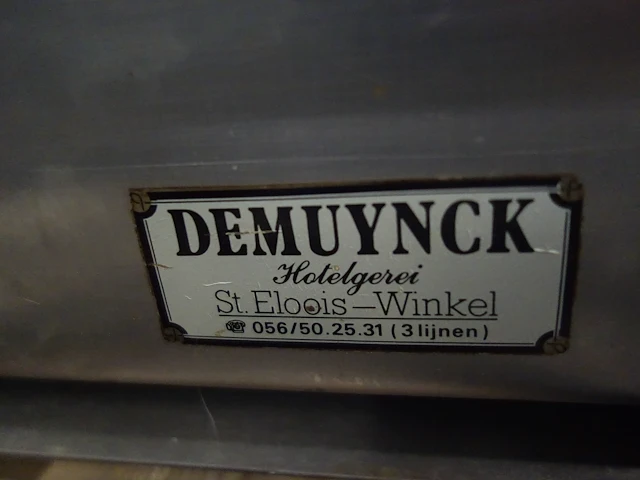 DEMUYNCK
Hotelgerei
St. Eloois-Winkel
056/50.25.31 (3 lijnen)